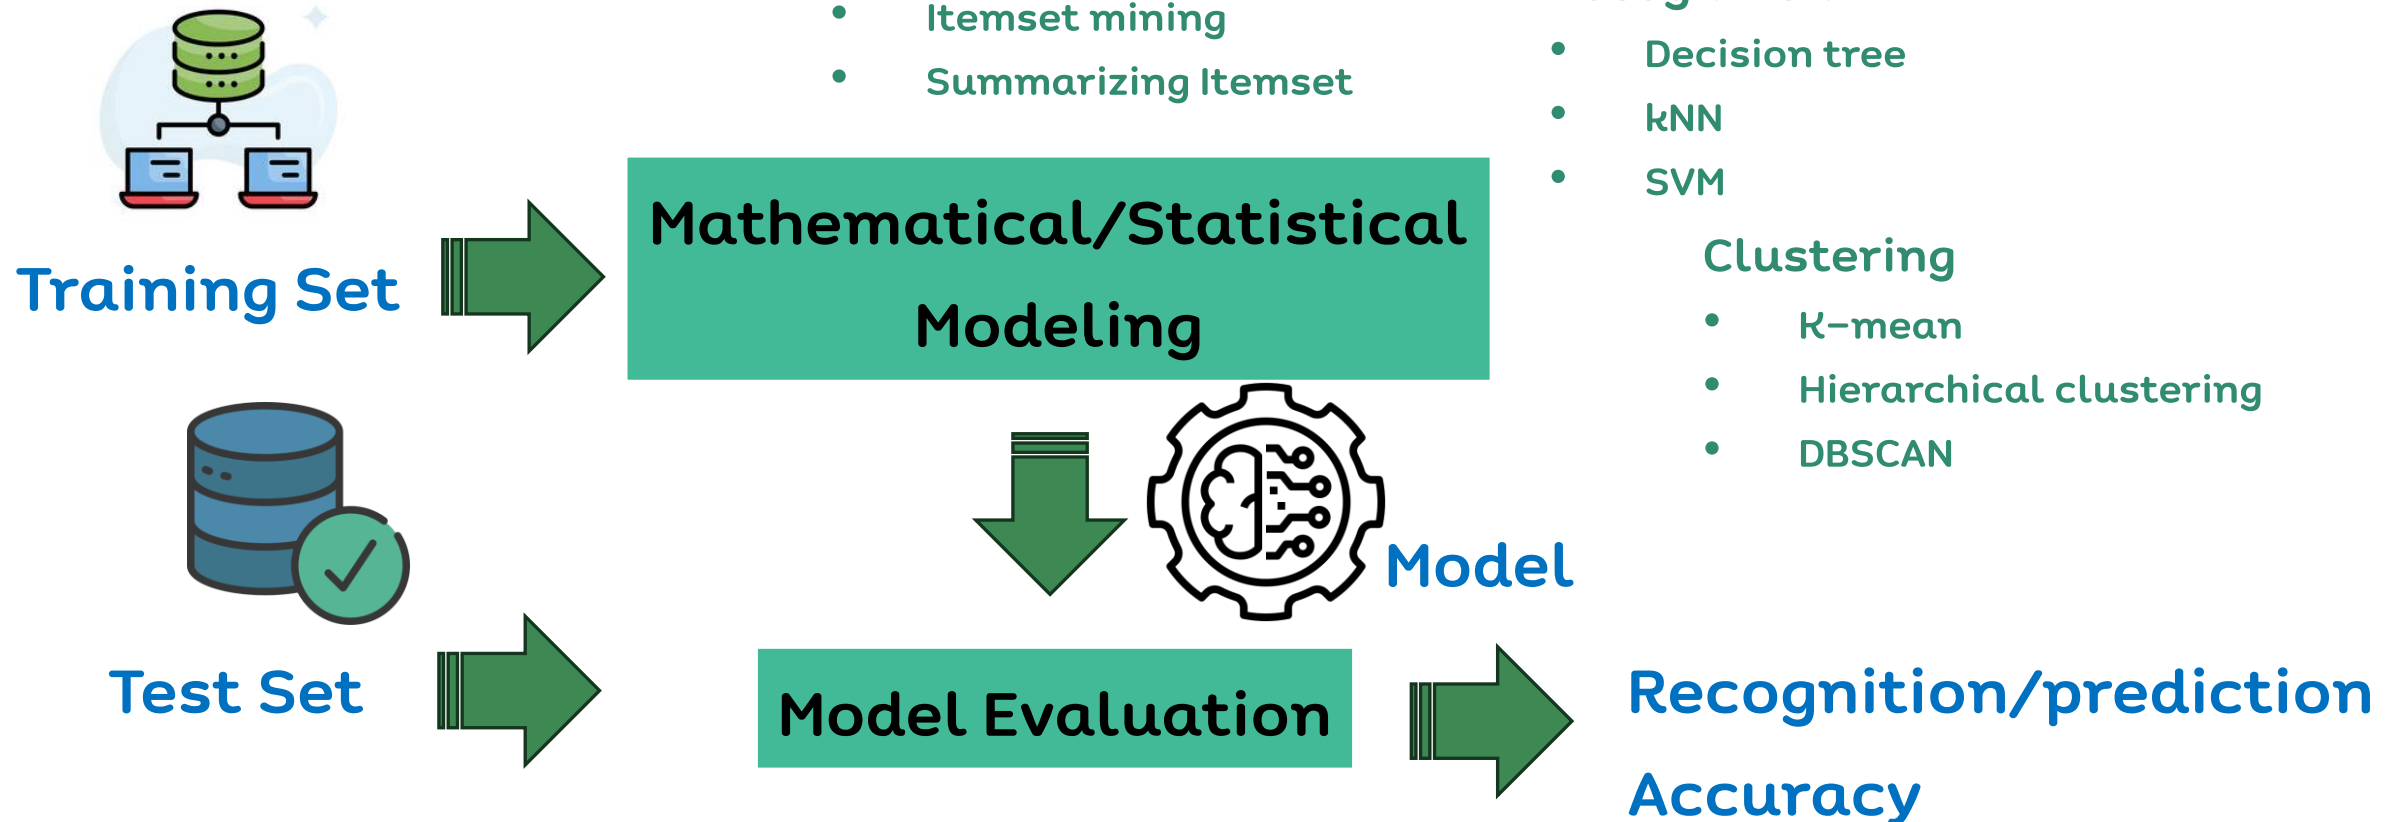 Itemset mining
Summarizing Itemset
Decision tree
kNN
SVM
Mathematical/Statistical
Modeling
Training Set
Clustering
K-mean
Hierarchical clustering
DBSCAN
Model
Test Set
Model Evaluation
Recognition/prediction
Accuracy